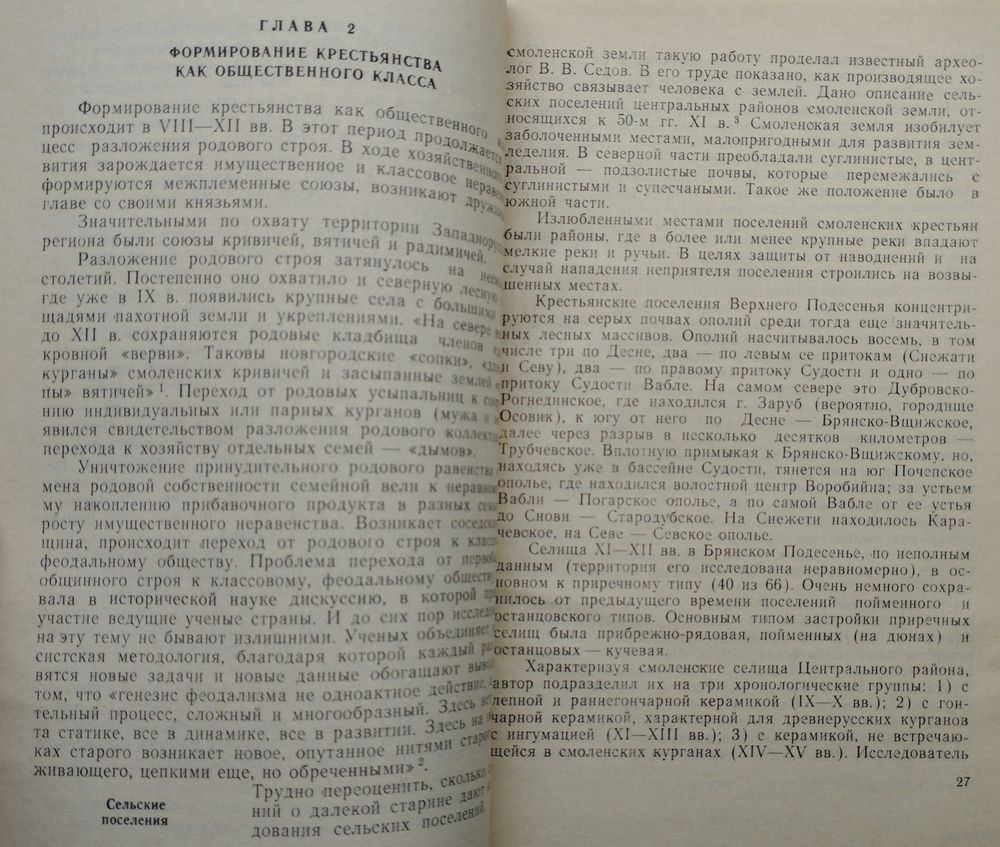 ГЛАВА 2
ФОРМИРОВАНИЕ КРЕСТЬЯНСТВА
КАК ОБЩЕСТВЕННОГО КЛАССА
Формирование крестьянства как общественного
происходит в VIII—XII вв. В этот период продолжается
цесс разложения родового строя. В ходе хозяйственного
вития зарождается имущественное и классовое
формируются межплеменные союзы, возникают
главе со своими князьями.
Значительными по охвату территории
региона были союзы кривичей, вятичей и радимичей.
Разложение родового строя затянулось на
столетий. Постепенно оно охватило и северную лесную
где уже в IX в. появились крупные села с большими
щадями пахотной земли и укреплениями. «На севере
до XII в. сохраняются родовые кладбища членов
кровной «верви». Таковы новгородские «сопки»,
курганы» смоленских кривичей и засыпанные землей
пы» вятичей» 1. Переход от родовых усыпальниц к
нию индивидуальных или парных курганов (мужа и
явился свидетельством разложения родового
перехода к хозяйству отдельных семей — «дымов».
Уничтожение принудительного родового равенства
мена родовой собственности семейной вели к
му накоплению прибавочного продукта в разных
росту имущественного неравенства. Возникает
щина, происходит переход от родового строя к
феодальному обществу. Проблема перехода от
общинного строя к классовому, феодальному
вала в исторической науке дискуссию, в которой
участие ведущие ученые страны. И до сих пор
на эту тему не бывают излишними. Ученых объединяет
систская методология, благодаря которой каждый
вятся новые задачи и новые данные обогащают
том, что «генезис феодализма не одноактное действие,
тельный процесс, сложный и многообразный. Здесь
та статике, все в динамике, все в развитии. Здесь на
ках старого возникает новое, опутанное нитями
живающего, цепкими еще, но обреченными» 2.
Сельские
поселения
Трудно переоценить, сколько
ний о далекой старине дают
дования сельских поселений.
смоленской земли такую работу проделал известный архео-
лог В. В. Седов. В его труде показано, как производящее хо-
зяйство связывает человека с землей. Дано описание сель-
ских поселений центральных районов смоленской земли, от-
носящихся к 50-м гг. XI в. 3 Смоленская земля изобилует
заболоченными местами, малопригодными для развития зем-
леделия. В северной части преобладали суглинистые, в цент-
ральной — подзолистые почвы, которые перемежались с
суглинистыми и супесчаными. Такое же положение было в
южной части.
Излюбленными местами поселений смоленских крестьян
были районы, где в более или менее крупные реки впадают
мелкие реки и ручьи. В целях защиты от наводнений и на
случай нападения неприятеля поселения строились на возвы-
шенных местах.
Крестьянские поселения Верхнего Подесенья концентри-
руются на серых почвах ополий среди тогда еще значитель-
ных лесных массивов. Ополий насчитывалось восемь, в том
числе три по Десне, два — по левым ее притокам (Снежати
и Севу), два — по правому притоку Судости и одно — по
притоку Судости Вабле. На самом севере это Дубровско-
Рогнединское, где находился г. Заруб (вероятно, городище
Осовик), к югу от него по Десне — Брянско-Вщижское,
далее через разрыв в несколько десятков километров —
Трубчевское. Вплотную примыкая к Брянско-Вщижскому, но,
находясь уже в бассейне Судости, тянется на юг Почепское
ополье, где находился волостной центр Воробийна; за устьем
Вабли — Погарское ополье, а по самой Вабле от ее устья
до Снови — Стародубское. На Снежети находилось Кара-
чевское, на Севе — Севское ополье.
Селища XI—XII вв. в Брянском Подесенье, по неполным
данным (территория его исследована неравномерно), в ос-
новном к приречному типу (40 из 66). Очень немного сохра-
нилось от предыдущего времени поселений пойменного и
останцовского типов. Основным типом застройки приречных
селищ была прибрежно-рядовая, пойменных (на дюнах) и
останцовых — кучевая.
Характеризуя смоленские селища Центрального района,
автор подразделил их на три хронологические группы: 1) с
лепной и раннегончарной керамикой (IX—X вв.); 2) с гон-
чарной керамикой, характерной для древнерусских курганов
с ингумацией (XI—XIII вв.); 3) с керамикой, не встречаю-
щейся в смоленских курганах (XIV—XV вв.). Исследователь
27